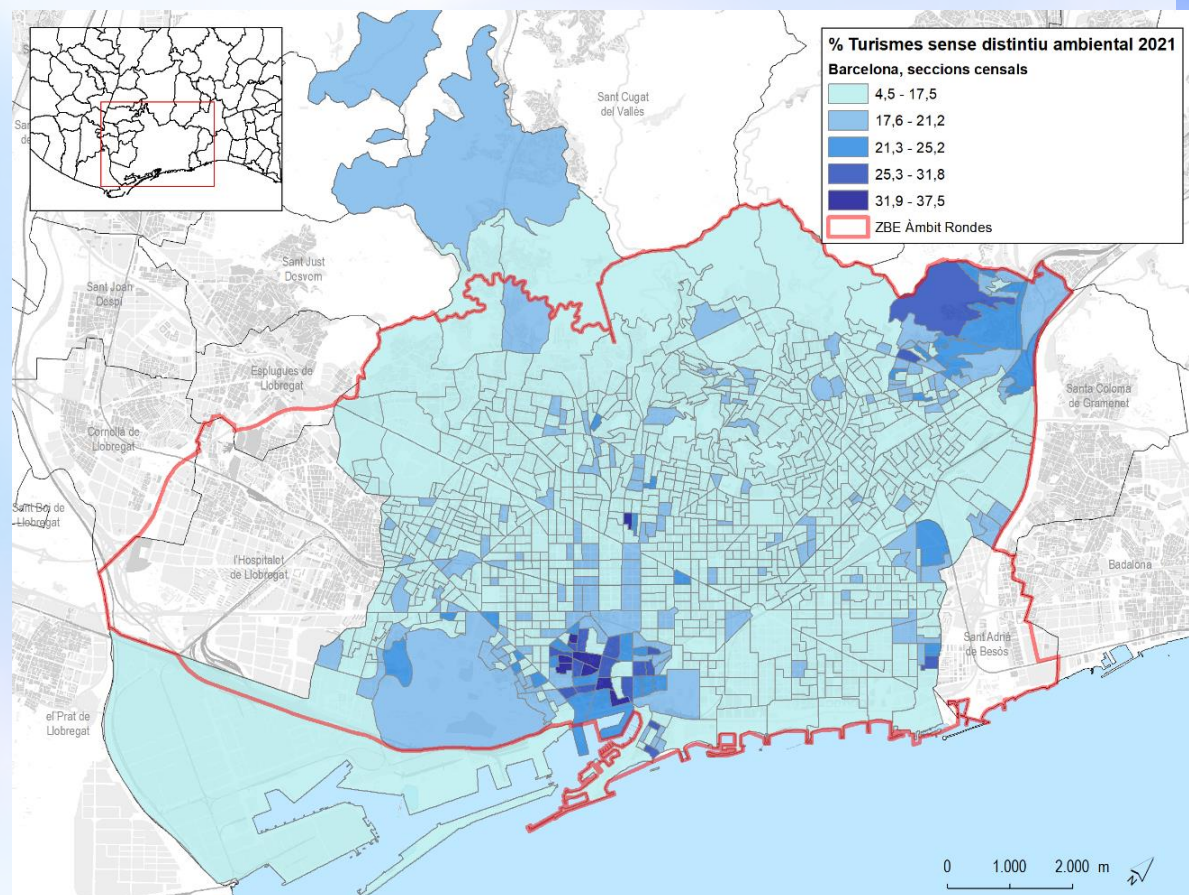 % Turismes sense distintiu ambiental 2021
Barcelona, seccions censals
4,5 - 17,5
17,6 - 21,2
21,3 - 25,2
25,3 - 31,8
31,9 - 37,5
ZBE Àmbit Rondes
Sant Cugat
del Vallès
Sant Just
Desvern
Sant Joan
Despí
Esplugues de
Llobregat
Cornellà de
Llobregat
Sant Boi de
Llobregat
l'Hospitalet
de Llobregat
el Prat de
Llobregat
Santa Coloma
de Gramenet
Badalona
Sant Adrià
de Besòs
0 1.000 2.000 m
N